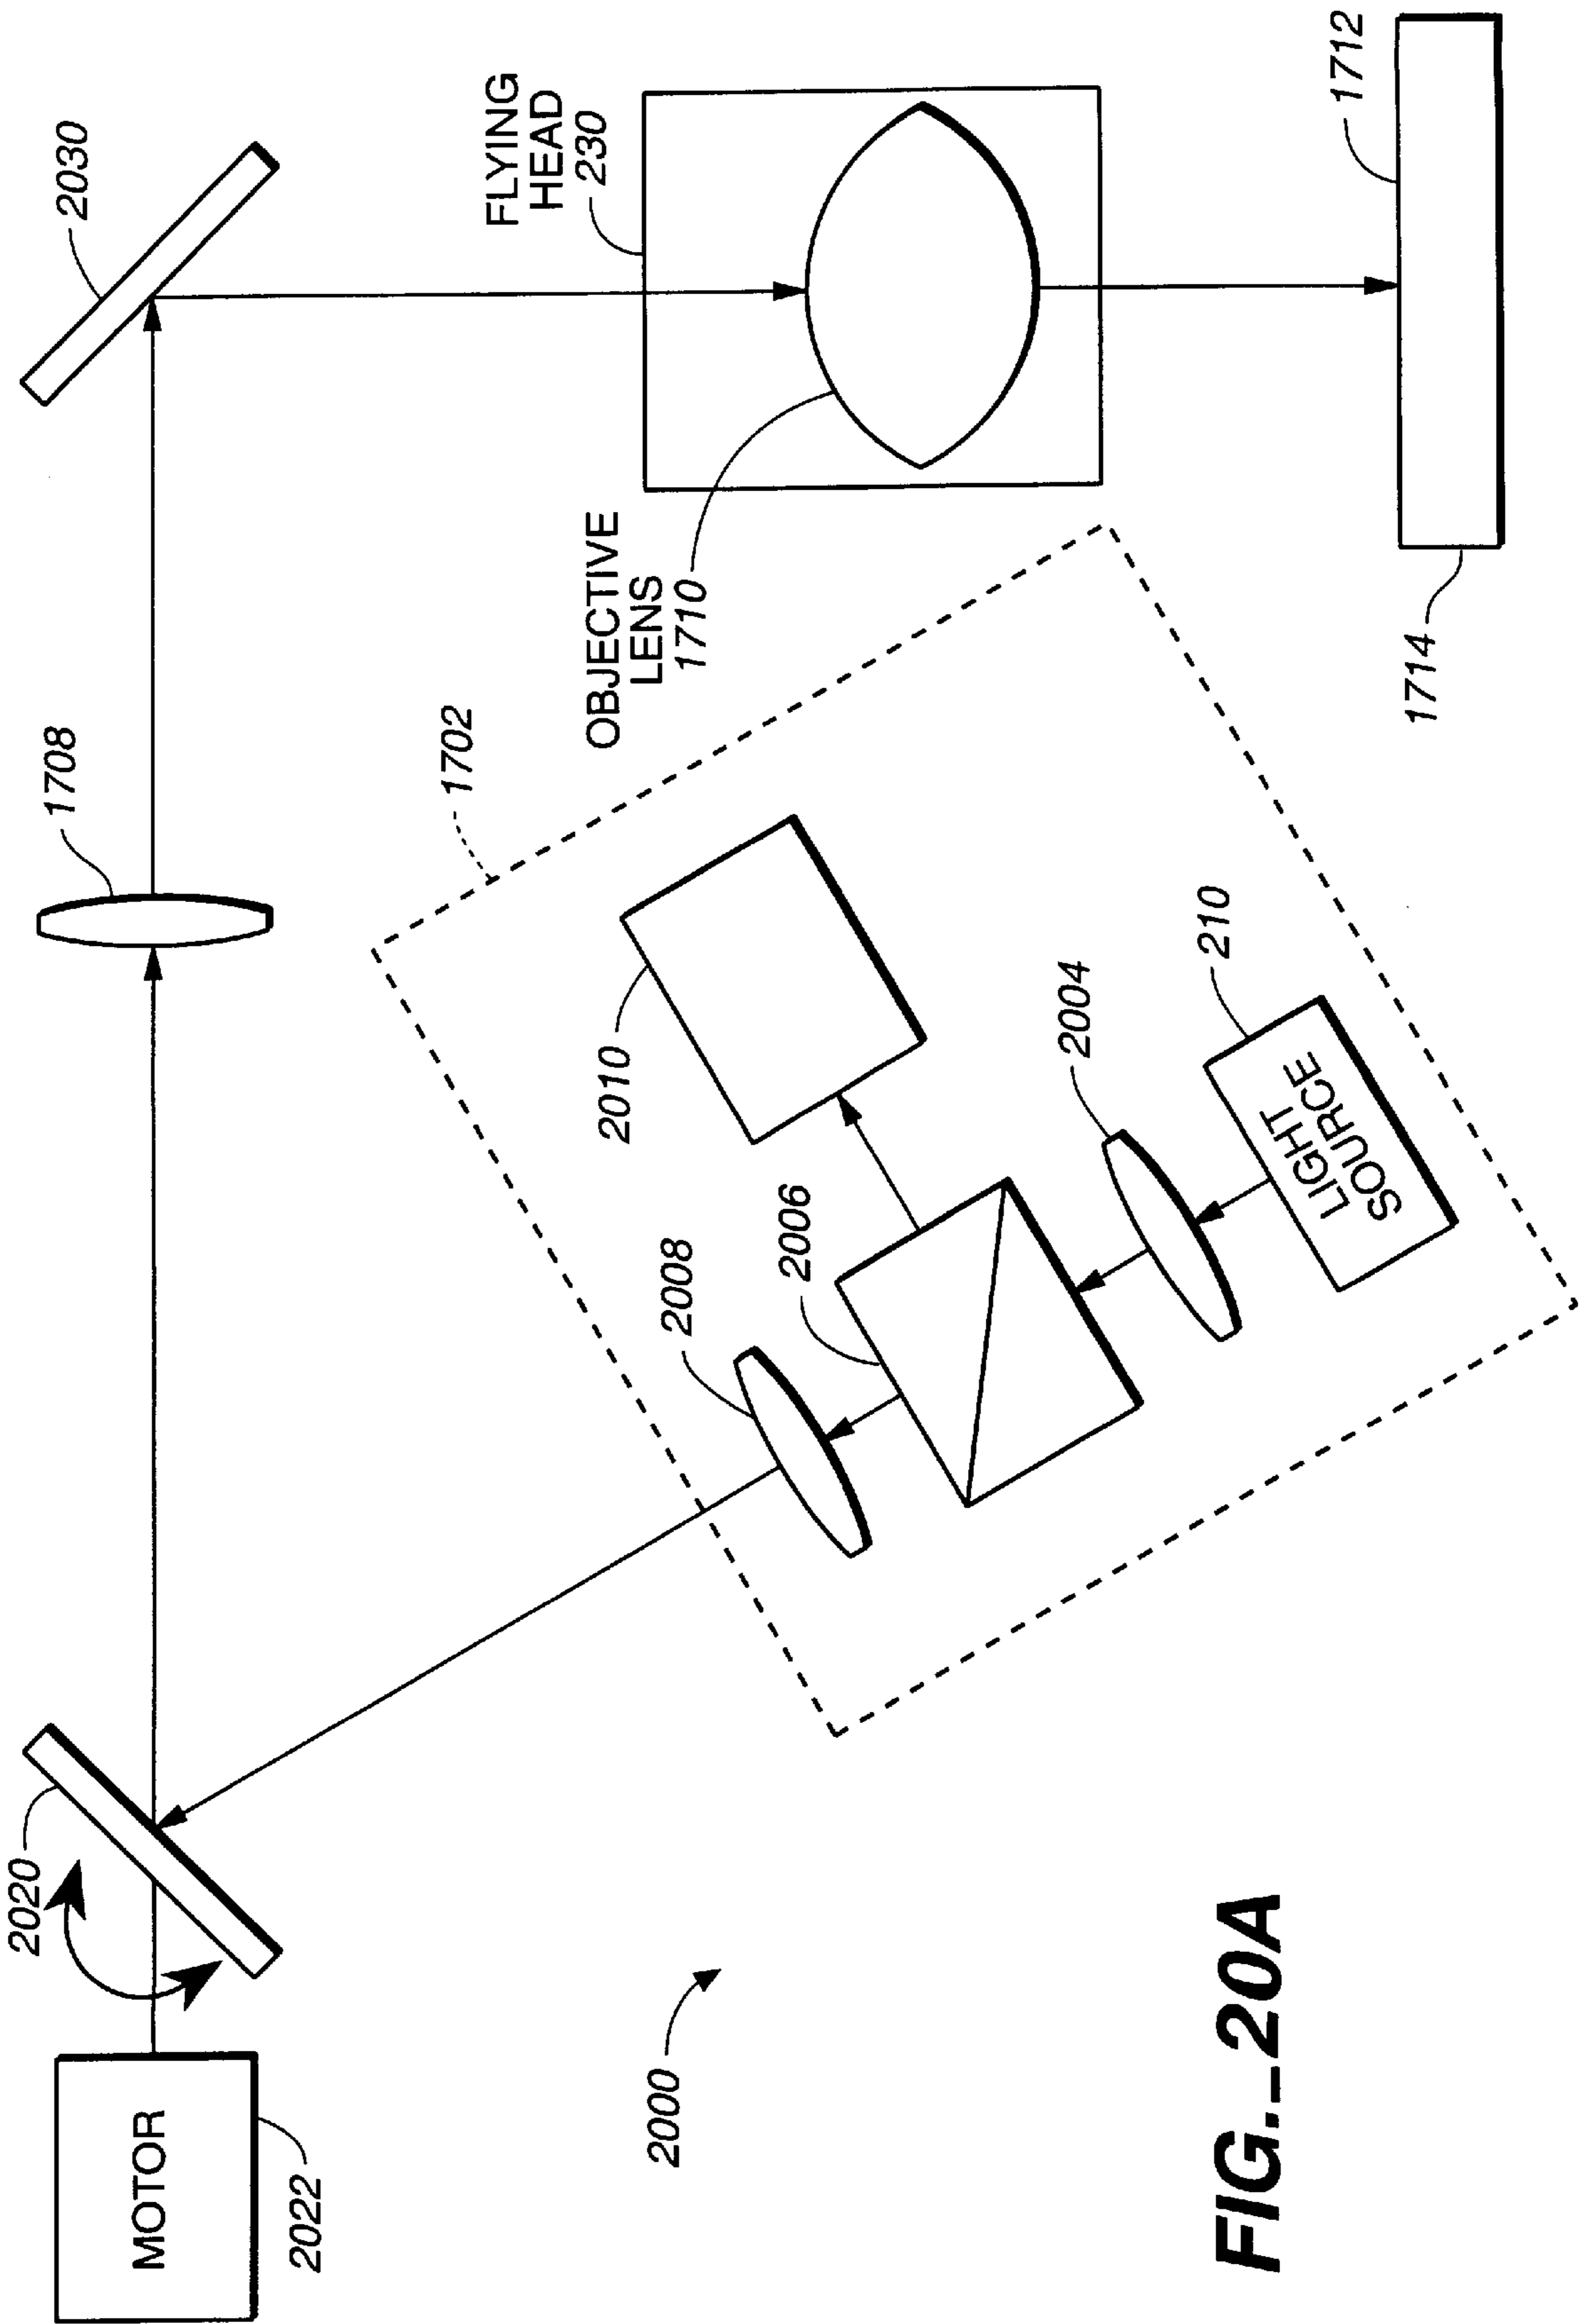 MOTOR
2022
2020
2000
1708
2030
FLYING
HEAD
230
OBJECTIVE
LENS
1710
1702
2010
2008
2006
2004
210
LIGHT
SOURCE
1712
1714
FIG._20A